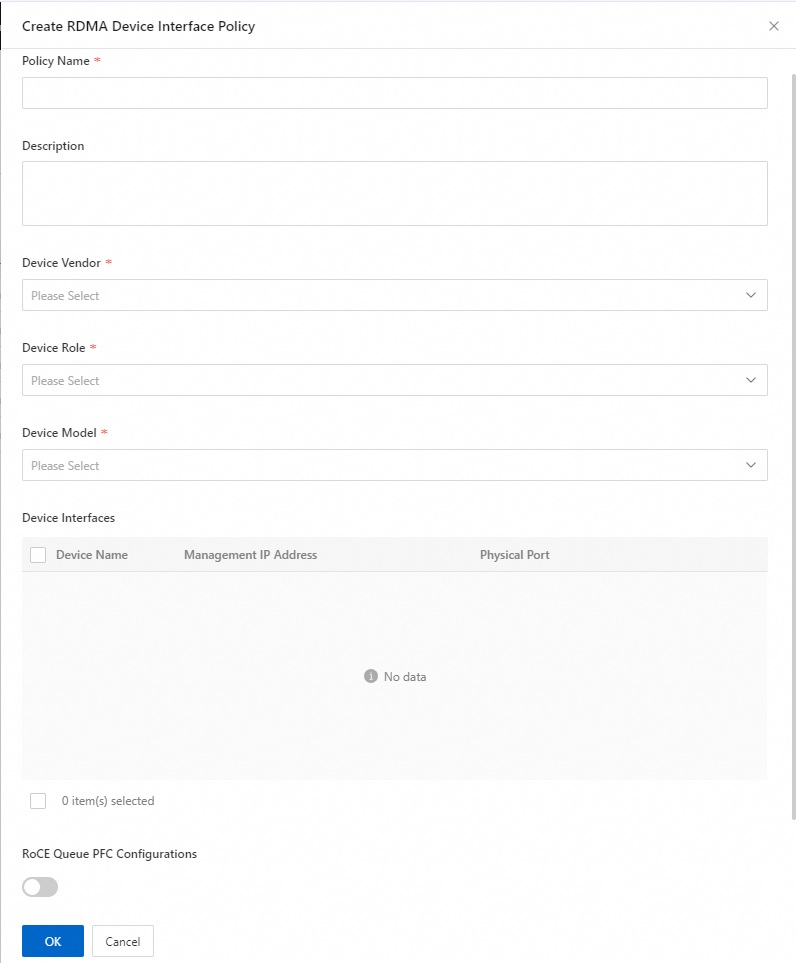 Create RDMA Device Interface Policy
Policy Name *
Description
Device Vendor *
Please Select
Device Role *
Please Select
Device Model *
Please Select
Device Interfaces
Device Name Management IP Address Physical Port
No data
0 item(s) selected
RoCE Queue PFC Configurations
OK Cancel